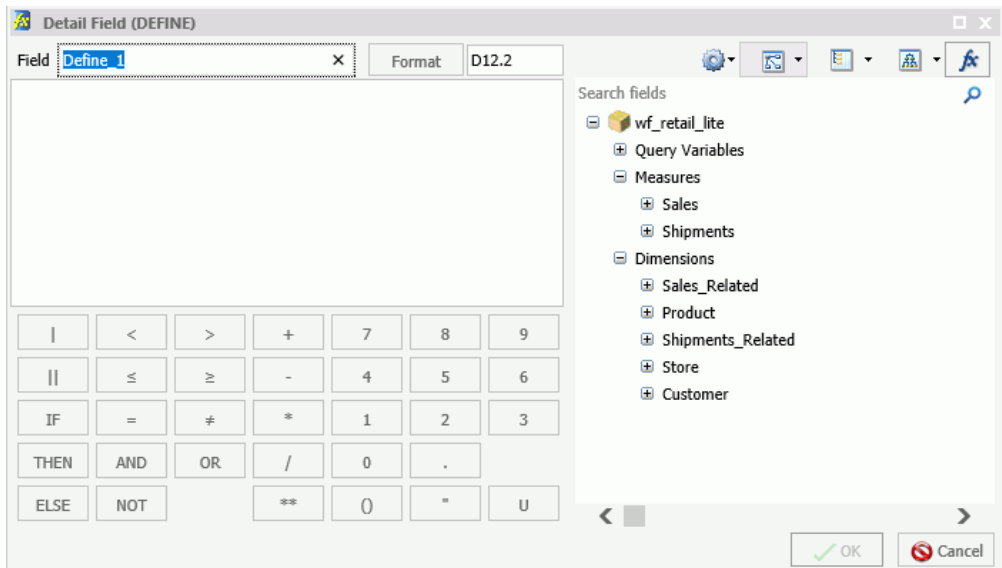 Detail Field (DEFINE)
Field Define_1 × Format D12.2
fx
Search fields
wf_retail_lite
Query Variables
Measures
Sales
Shipments
Dimensions
Sales_Related
Product
Shipments_Related
Store
Customer
| < > + 7 8 9
|| ≤ ≥ - 4 5 6
IF = ≠ * 1 2 3
THEN AND OR / 0 .
ELSE NOT ** () " U
OK Cancel